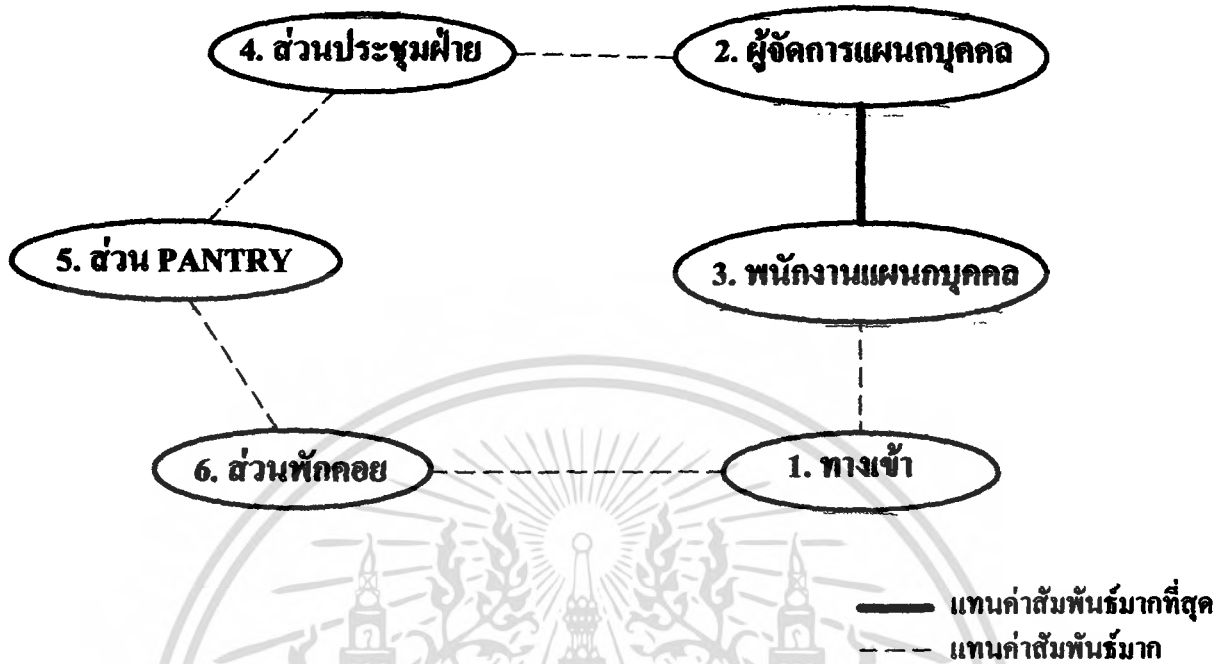 4. ส่วนประชุมฝ่าย
2. ผู้จัดการแผนกบุคคล
5. ส่วน PANTRY
3. พนักงานแผนกบุคคล
6. ส่วนพักคอย
1. ทางเข้า
แทนค่าสัมพันธ์มากที่สุด
แทนค่าสัมพันธ์มาก